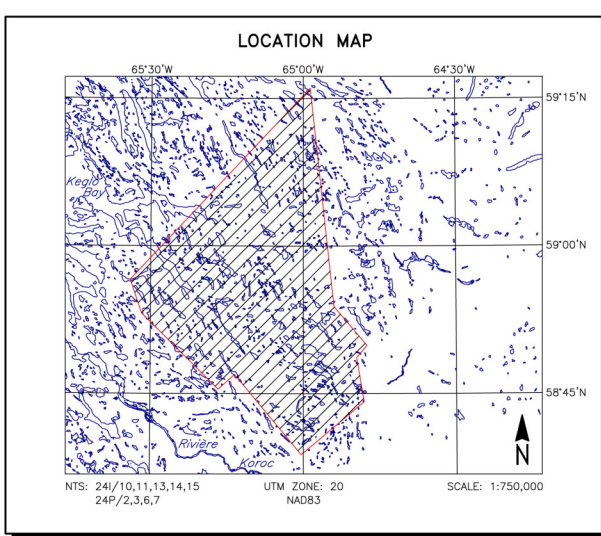 LOCATION MAP
65°30'W 65°00'W 64°30'W
59°15'N
Keglo
Bay
59°00'N
58°45'N
Rivière
Koroc
N
NTS: 24I/10,11,13,14,15 UTM ZONE: 20 SCALE: 1:750,000
24P/2,3,6,7 NAD83